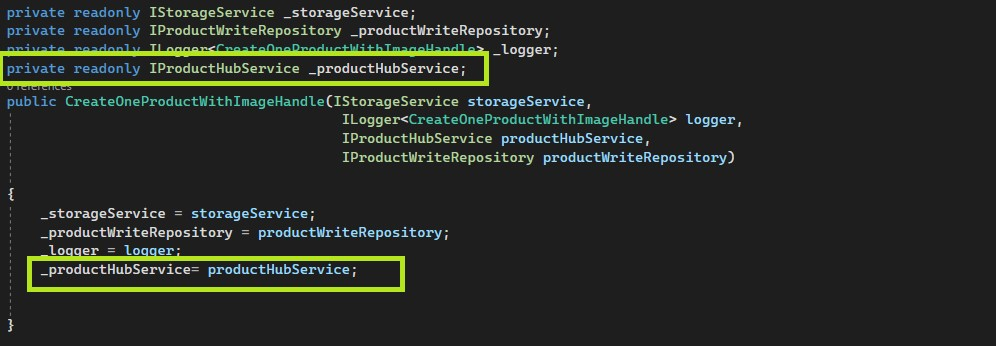 private readonly IStorageService _storageService;
private readonly IProductWriteRepository _productWriteRepository;
private readonly ILogger<CreateOneProductWithImageHandle> _logger;
private readonly IProductHubService _productHubService;
0 references
public CreateOneProductWithImageHandle(IStorageService storageService,
ILogger<CreateOneProductWithImageHandle> logger,
IProductHubService productHubService,
IProductWriteRepository productWriteRepository)
{
_storageService = storageService;
_productWriteRepository = productWriteRepository;
_logger = logger;
_productHubService= productHubService;
}